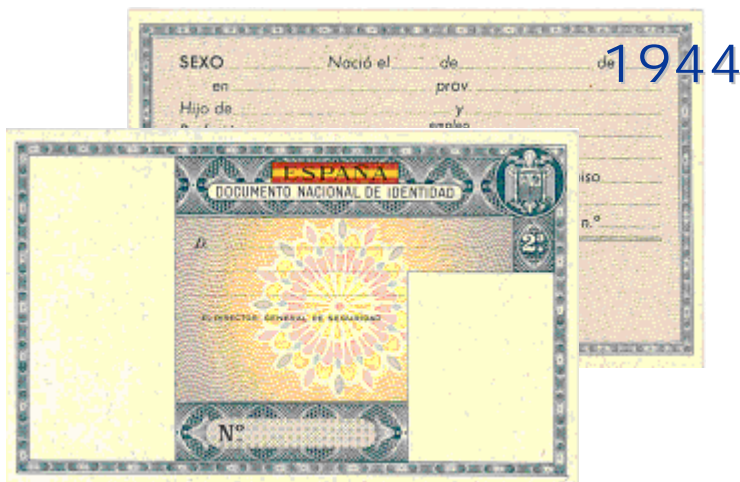 1944
SEXO Nació el de de
en prov.
Hijo de y
empleo
iso
n.º
ESPAÑA
DOCUMENTO NACIONAL DE IDENTIDAD
D.
2ª
EL DIRECTOR GENERAL DE SEGURIDAD
Nº